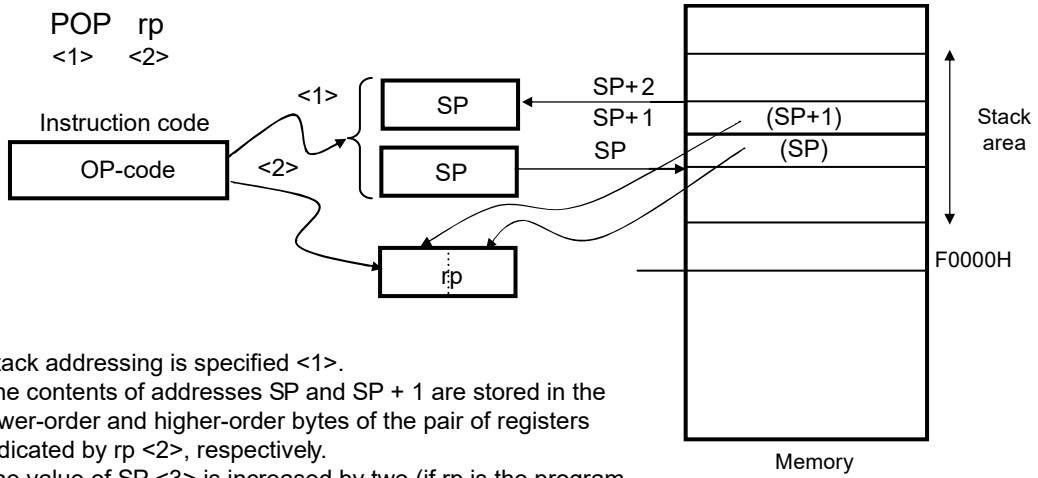 POP rp
<1> <2>
Instruction code
OP-code
<1>
<2>
SP
SP
rp
SP+2
SP+1
SP
(SP+1)
(SP)
Stack
area
F0000H
Memory
tack addressing is specified <1>.
he contents of addresses SP and SP + 1 are stored in the
wer-order and higher-order bytes of the pair of registers
dicated by rp <2>, respectively.
he value of SP <3> is increased by two (if rp is the program